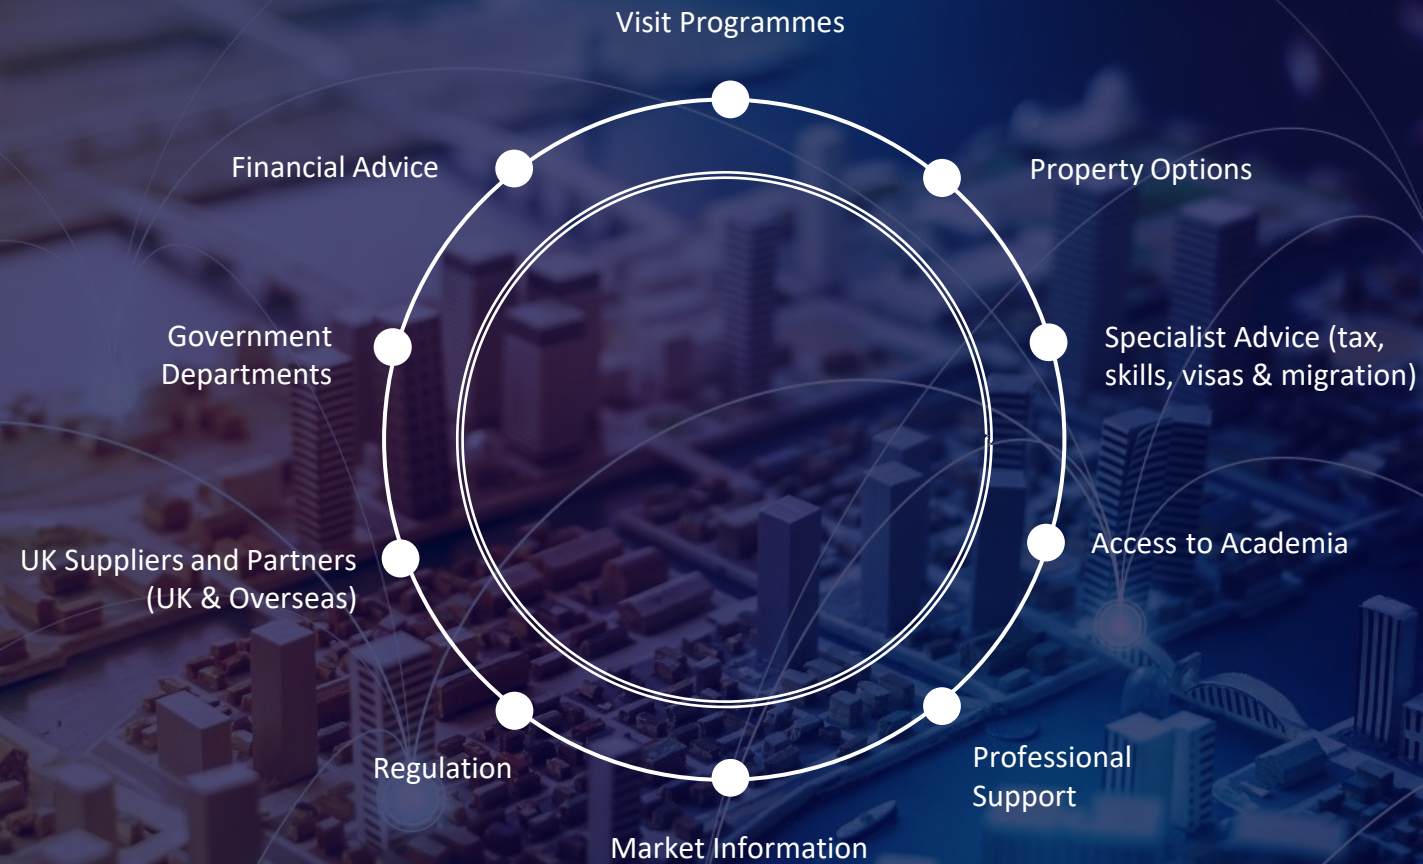 Visit Programmes
Financial Advice
Property Options
Government
Departments
Specialist Advice (tax,
skills, visas & migration)
UK Suppliers and Partners
(UK & Overseas)
Access to Academia
Regulation
Professional
Support
Market Information